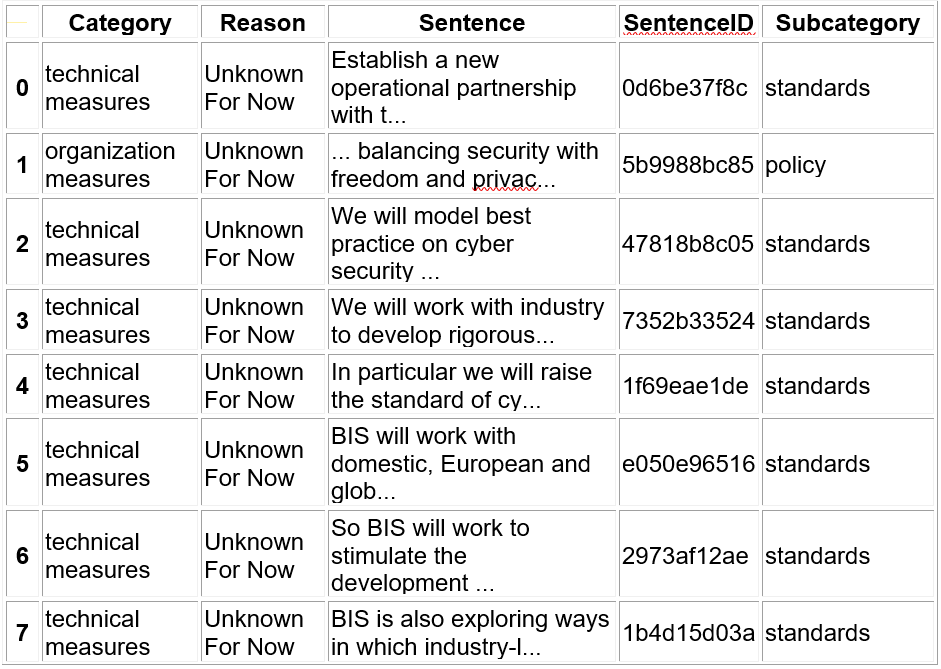 Category Reason Sentence SentenceID Subcategory
0 technical measures Unknown For Now Establish a new operational partnership with t... 0d6be37f8c standards
1 organization measures Unknown For Now ... balancing security with freedom and privac... 5b9988bc85 policy
2 technical measures Unknown For Now We will model best practice on cyber security ... 47818b8c05 standards
3 technical measures Unknown For Now We will work with industry to develop rigorous... 7352b33524 standards
4 technical measures Unknown For Now In particular we will raise the standard of cy... 1f69eae1de standards
5 technical measures Unknown For Now BIS will work with domestic, European and glob... e050e96516 standards
6 technical measures Unknown For Now So BIS will work to stimulate the development ... 2973af12ae standards
7 technical measures Unknown For Now BIS is also exploring ways in which industry-l... 1b4d15d03a standards